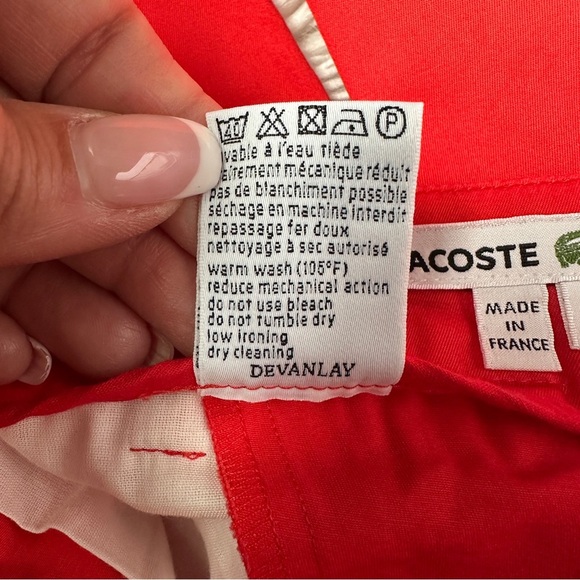 40 P
à l'eau tiède
mécanique réduit
pas de blanchiment possible
séchage en machine interdit
repassage fer doux
nettoyage à sec autorisé
warm wash (105°F)
reduce mechanical action
do not use bleach
do not tumble dry
low ironing
dry cleaning
DEVANLAY
ACOSTE
MADE
IN
FRANCE